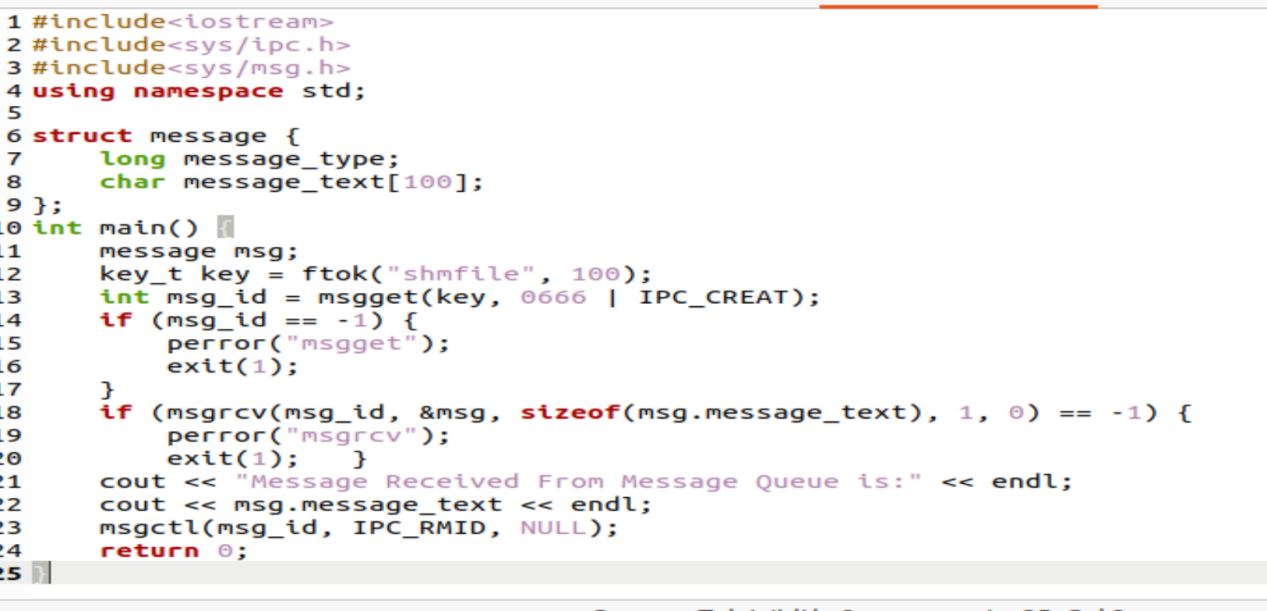 1 #include<iostream>
2 #include<sys/ipc.h>
3 #include<sys/msg.h>
4 using namespace std;
5
6 struct message {
7     long message_type;
8     char message_text[100];
9 };
10 int main() {
11     message msg;
12     key_t key = ftok("shmfile", 100);
13     int msg_id = msgget(key, 0666 | IPC_CREAT);
14     if (msg_id == -1) {
15         perror("msgget");
16         exit(1);
17     }
18     if (msgrcv(msg_id, &msg, sizeof(msg.message_text), 1, 0) == -1) {
19         perror("msgrcv");
20         exit(1);   }
21     cout << "Message Received From Message Queue is:" << endl;
22     cout << msg.message_text << endl;
23     msgctl(msg_id, IPC_RMID, NULL);
24     return 0;
25 }